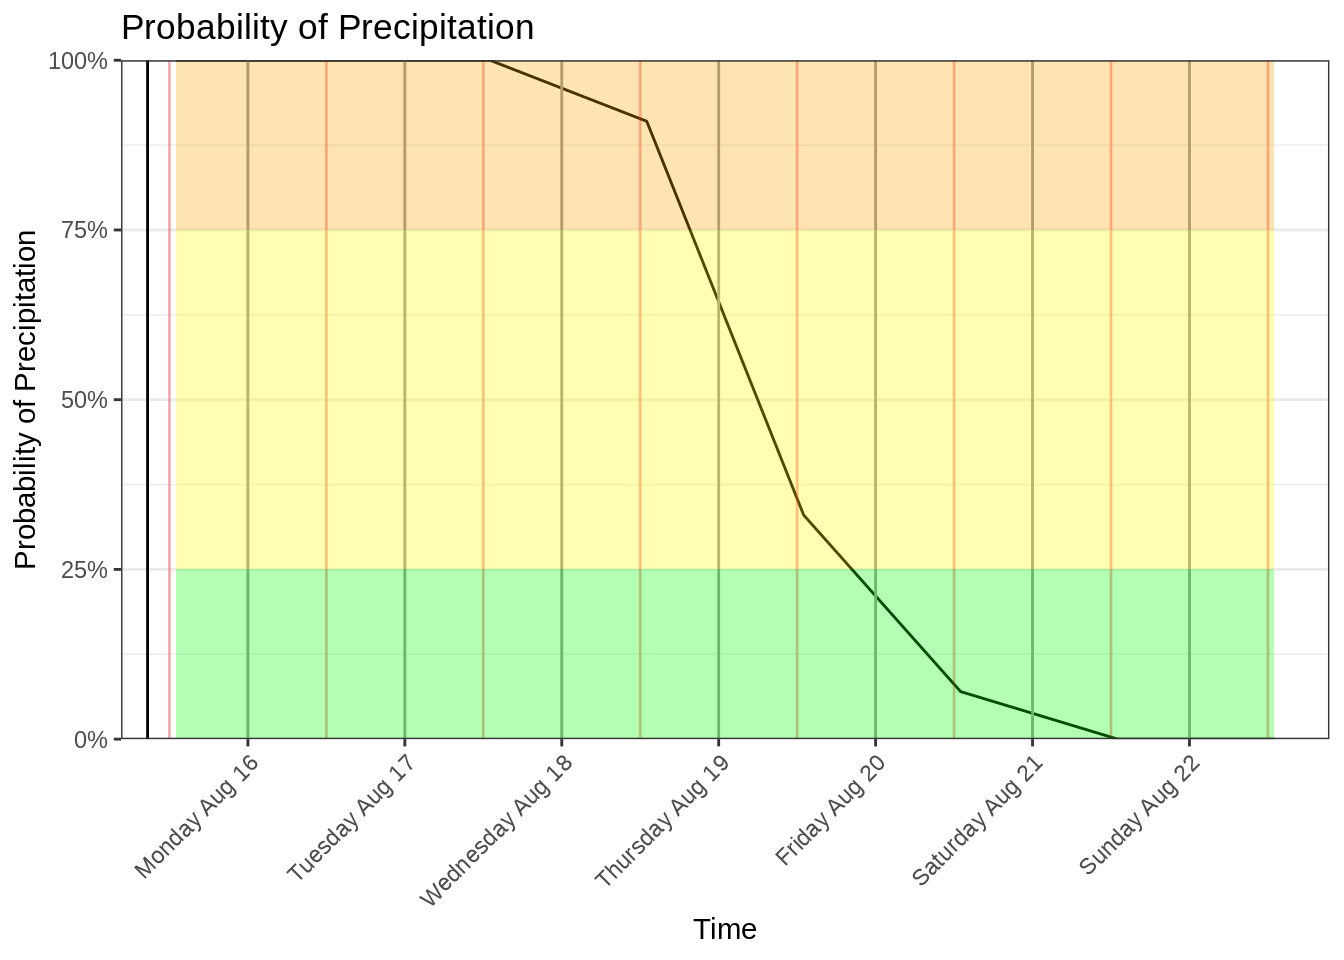 Probability of Precipitation
100%
75%
50%
25%
0%
Probability of Precipitation
Monday Aug 16
Tuesday Aug 17
Wednesday Aug 18
Thursday Aug 19
Friday Aug 20
Saturday Aug 21
Sunday Aug 22
Time